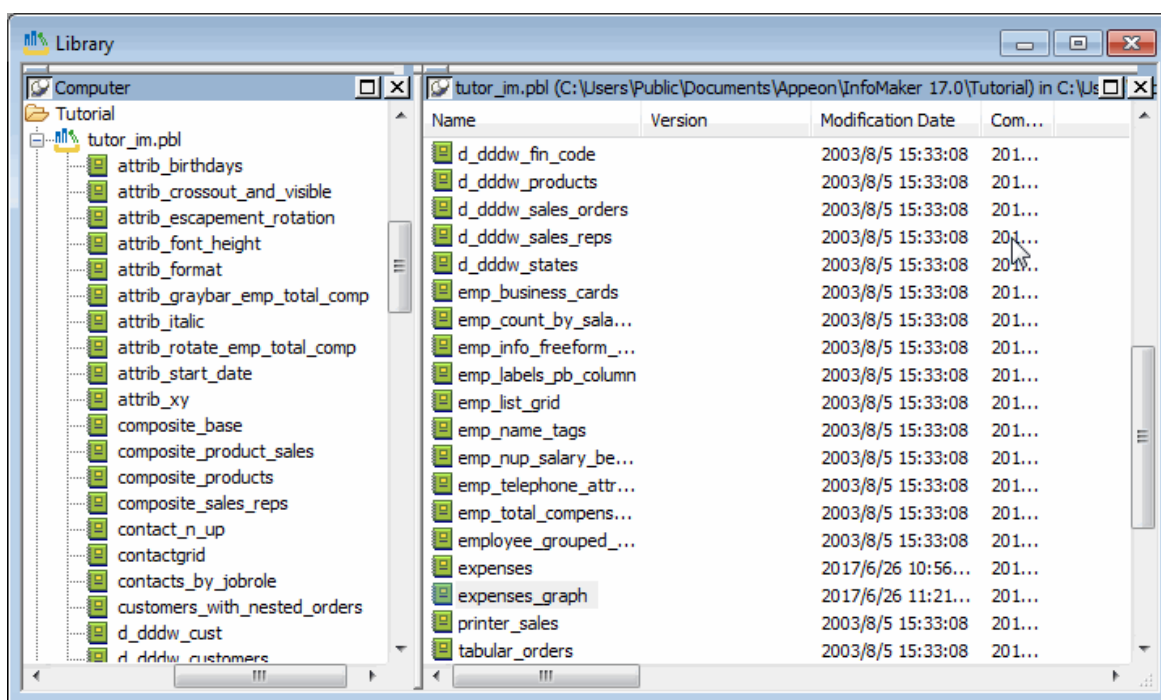 Library
Computer
Tutorial
tutor_im.pbl
attrib_birthdays
attrib_crossout_and_visible
attrib_escapement_rotation
attrib_font_height
attrib_format
attrib_graybar_emp_total_comp
attrib_italic
attrib_rotate_emp_total_comp
attrib_start_date
attrib_xy
composite_base
composite_product_sales
composite_products
composite_sales_reps
contact_n_up
contactgrid
contacts_by_jobrole
customers_with_nested_orders
d_dddw_cust
d_dddw_customers
tutor_im.pbl (C:\Users\Public\Documents\Appeon\InfoMaker 17.0\Tutorial) in C:\Us
Name Version Modification Date Com...
d_dddw_fin_code 2003/8/5 15:33:08 201...
d_dddw_products 2003/8/5 15:33:08 201...
d_dddw_sales_orders 2003/8/5 15:33:08 201...
d_dddw_sales_reps 2003/8/5 15:33:08 201...
d_dddw_states 2003/8/5 15:33:08 201...
emp_business_cards 2003/8/5 15:33:08 201...
emp_count_by_sala... 2003/8/5 15:33:08 201...
emp_info_freeform_... 2003/8/5 15:33:08 201...
emp_labels_pb_column 2003/8/5 15:33:08 201...
emp_list_grid 2003/8/5 15:33:08 201...
emp_name_tags 2003/8/5 15:33:08 201...
emp_nup_salary_be... 2003/8/5 15:33:08 201...
emp_telephone_attr... 2003/8/5 15:33:08 201...
emp_total_compens... 2003/8/5 15:33:08 201...
employee_grouped_... 2003/8/5 15:33:08 201...
expenses 2017/6/26 10:56... 201...
expenses_graph 2017/6/26 11:21... 201...
printer_sales 2003/8/5 15:33:08 201...
tabular_orders 2003/8/5 15:33:08 201...